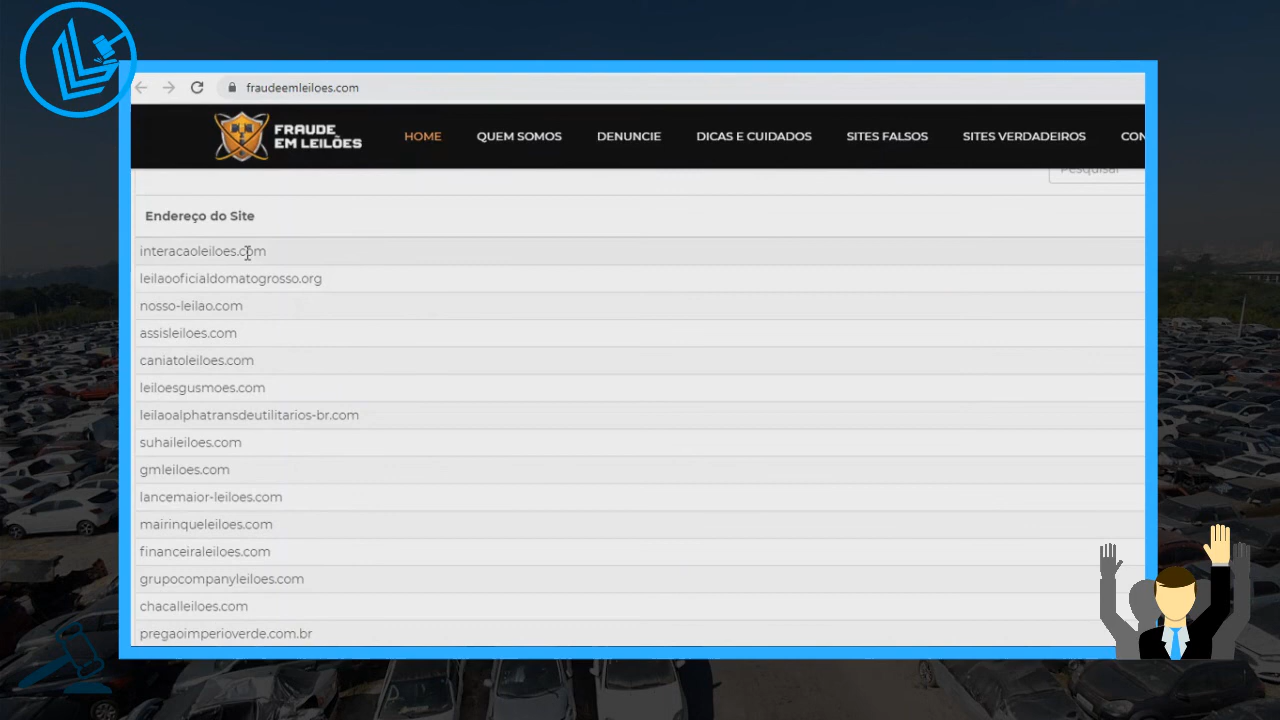 fraudeemleiloes.com
FRAUDE
EM LEILÕES
HOME
QUEM SOMOS
DENUNCIE
DICAS E CUIDADOS
SITES FALSOS
SITES VERDADEIROS
CON
Pesquisar
Endereço do Site
interacaoleiloes.com
leilaooficialdomatogrosso.org
nosso-leilao.com
assisleiloes.com
caniatoleiloes.com
leiloesgusmoes.com
leilaoalphatransdeutilitarios-br.com
suhaileiloes.com
gmleiloes.com
lancemaior-leiloes.com
mairinqueleiloes.com
financeiraleiloes.com
grupocompanyleiloes.com
chacalleiloes.com
pregaoimperioverde.com.br